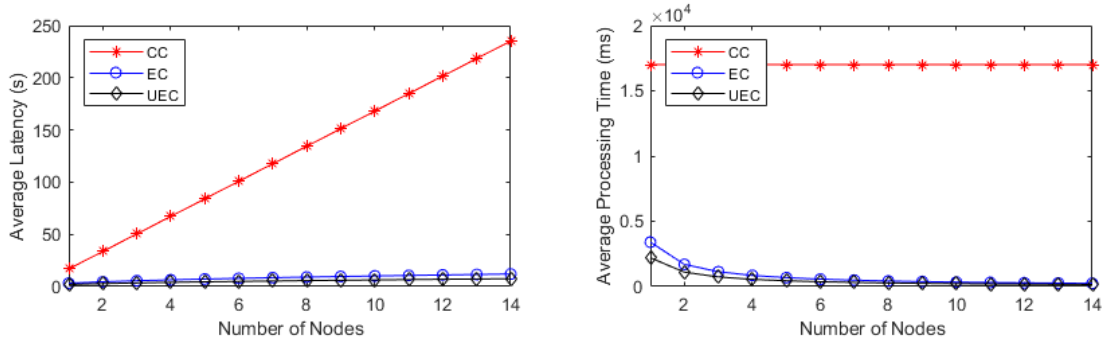 250
200
150
100
50
0
Average Latency (s)
CC
EC
UEC
2 4 6 8 10 12 14
Number of Nodes
×10⁴
2
1.5
1
0.5
0
Average Processing Time (ms)
CC
EC
UEC
2 4 6 8 10 12 14
Number of Nodes